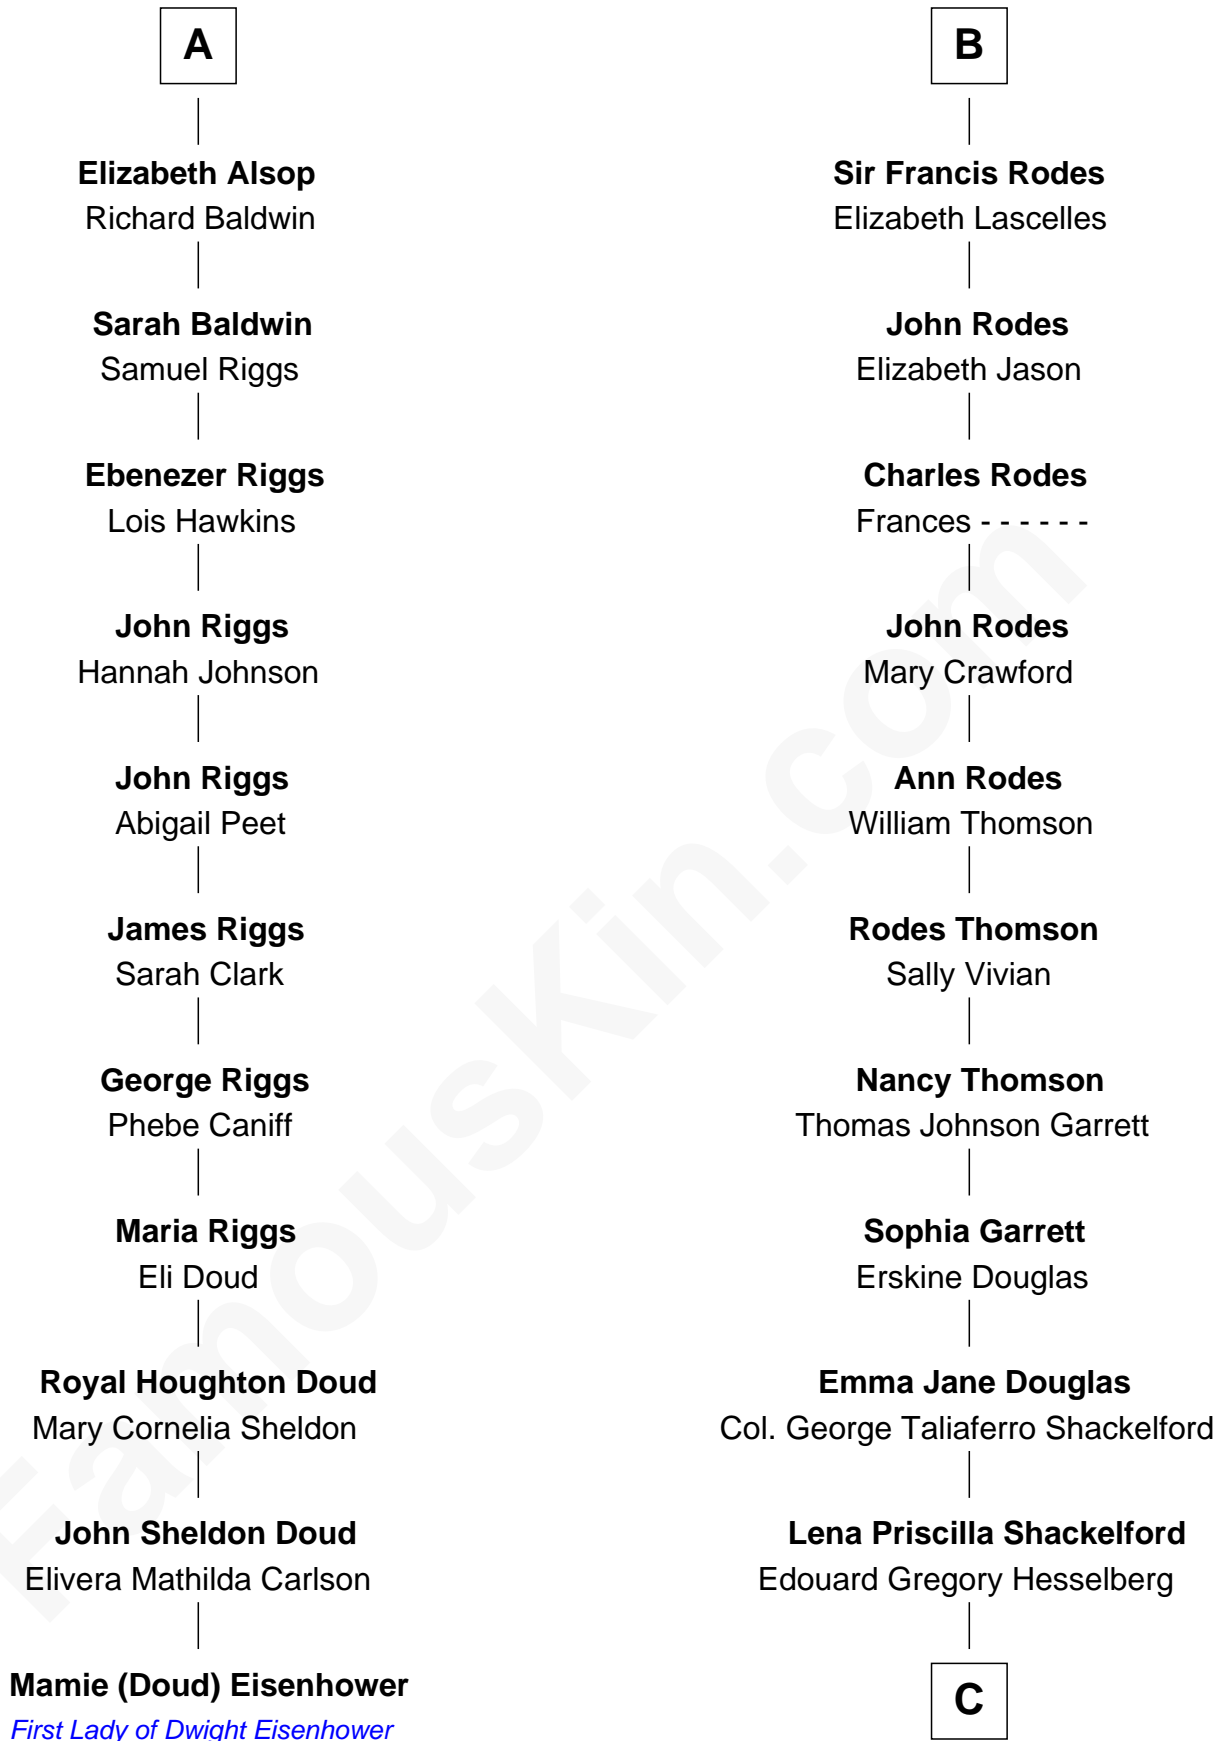 A
Elizabeth Alsop
Richard Baldwin
Sarah Baldwin
Samuel Riggs
Ebenezer Riggs
Lois Hawkins
John Riggs
Hannah Johnson
John Riggs
Abigail Peet
James Riggs
Sarah Clark
George Riggs
Phebe Caniff
Maria Riggs
Eli Doud
Royal Houghton Doud
Mary Cornelia Sheldon
John Sheldon Doud
Elivera Mathilda Carlson
Mamie (Doud) Eisenhower
First Lady of Dwight Eisenhower
B
Sir Francis Rodes
Elizabeth Lascelles
John Rodes
Elizabeth Jason
Charles Rodes
Frances - - - - - -
John Rodes
Mary Crawford
Ann Rodes
William Thomson
Rodes Thomson
Sally Vivian
Nancy Thomson
Thomas Johnson Garrett
Sophia Garrett
Erskine Douglas
Emma Jane Douglas
Col. George Taliaferro Shackelford
Lena Priscilla Shackelford
Edouard Gregory Hesselberg
C
FamousKin.com